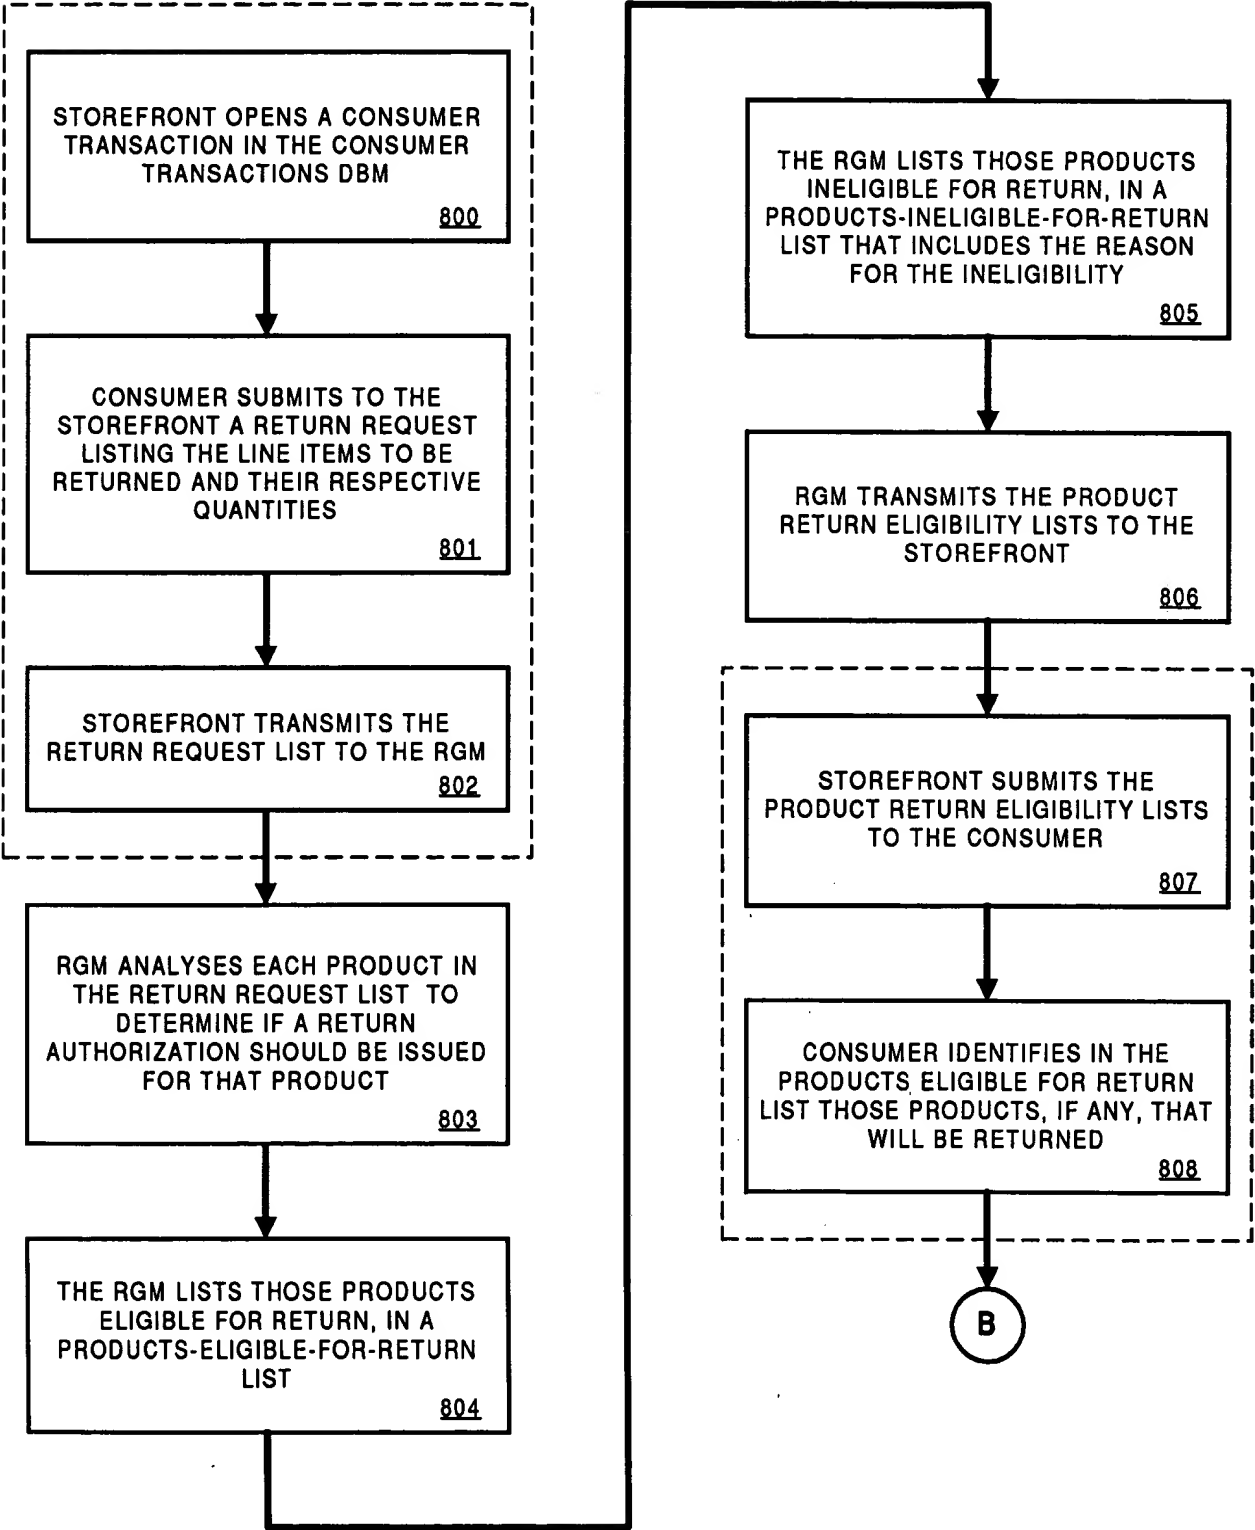 STOREFRONT OPENS A CONSUMER
TRANSACTION IN THE CONSUMER
TRANSACTIONS DBM
800
CONSUMER SUBMITS TO THE
STOREFRONT A RETURN REQUEST
LISTING THE LINE ITEMS TO BE
RETURNED AND THEIR RESPECTIVE
QUANTITIES
801
STOREFRONT TRANSMITS THE
RETURN REQUEST LIST TO THE RGM
802
RGM ANALYSES EACH PRODUCT IN
THE RETURN REQUEST LIST TO
DETERMINE IF A RETURN
AUTHORIZATION SHOULD BE ISSUED
FOR THAT PRODUCT
803
THE RGM LISTS THOSE PRODUCTS
ELIGIBLE FOR RETURN, IN A
PRODUCTS-ELIGIBLE-FOR-RETURN
LIST
804
THE RGM LISTS THOSE PRODUCTS
INELIGIBLE FOR RETURN, IN A
PRODUCTS-INELIGIBLE-FOR-RETURN
LIST THAT INCLUDES THE REASON
FOR THE INELIGIBILITY
805
RGM TRANSMITS THE PRODUCT
RETURN ELIGIBILITY LISTS TO THE
STOREFRONT
806
STOREFRONT SUBMITS THE
PRODUCT RETURN ELIGIBILITY LISTS
TO THE CONSUMER
807
CONSUMER IDENTIFIES IN THE
PRODUCTS ELIGIBLE FOR RETURN
LIST THOSE PRODUCTS, IF ANY, THAT
WILL BE RETURNED
808
B